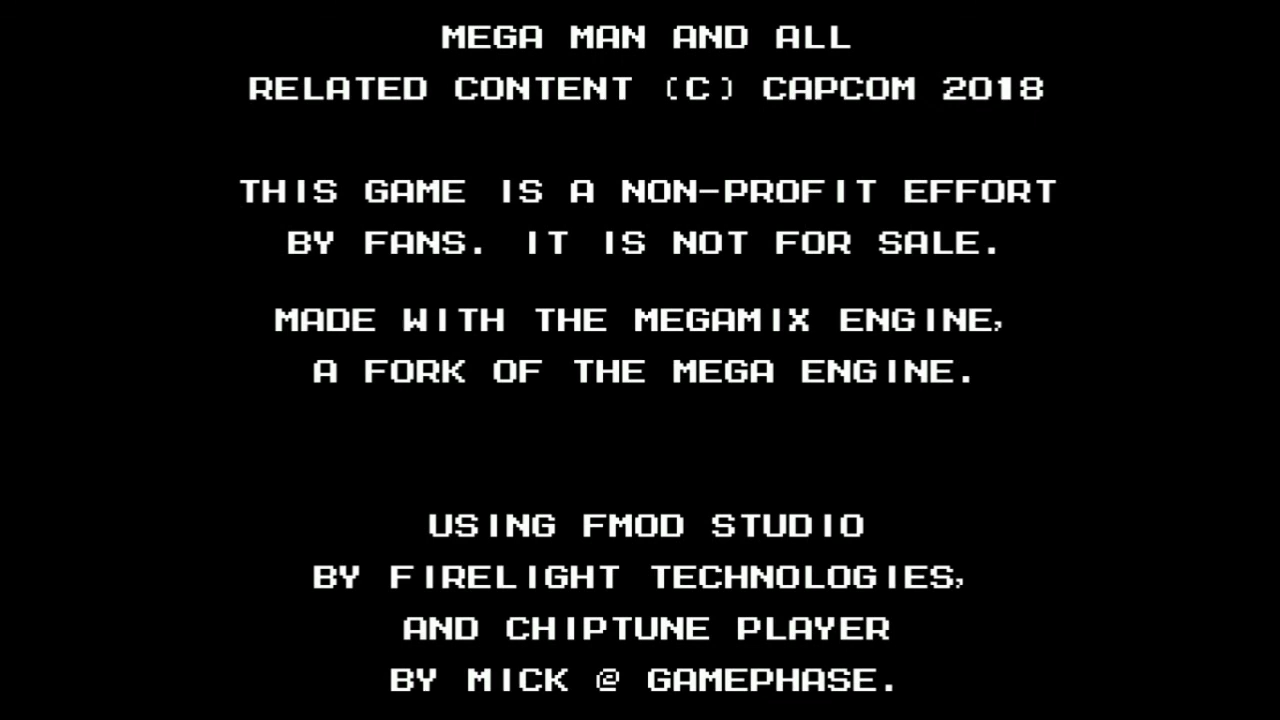 MEGA MAN AND ALL
RELATED CONTENT (C) CAPCOM 2018
THIS GAME IS A NON-PROFIT EFFORT
BY FANS. IT IS NOT FOR SALE.
MADE WITH THE MEGAMIX ENGINE,
A FORK OF THE MEGA ENGINE.
USING FMOD STUDIO
BY FIRELIGHT TECHNOLOGIES,
AND CHIPTUNE PLAYER
BY MICK @ GAMEPHASE.